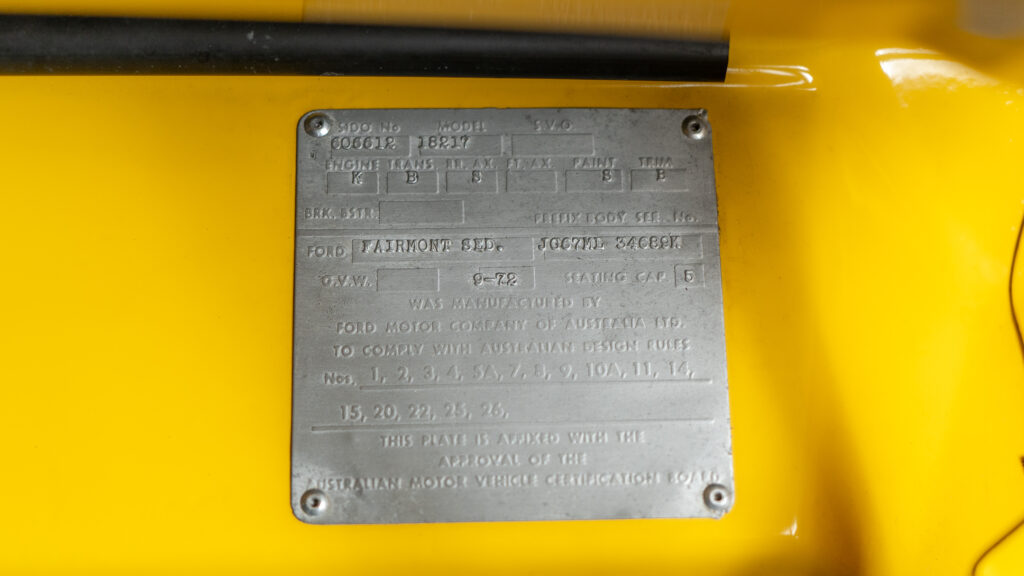 SIDO No MODEL S.V.O.
606612 18217
ENGINE TRANS. RR. AX. FT. AX. PAINT TRIM
K B S S B
BRK. BSTR. PREFIX BODY SER. No.
FORD FAIRMONT SED. JG67ML 34689K
G.V.W. 9-72 SEATING CAP. 5
WAS MANUFACTURED BY
FORD MOTOR COMPANY OF AUSTRALIA LTD.
TO COMPLY WITH AUSTRALIAN DESIGN RULES
Nos. 1, 2, 3, 4, 5A, 7, 8, 9, 10A, 11, 14,
15, 20, 22, 25, 26,
THIS PLATE IS AFFIXED WITH THE
APPROVAL OF THE
AUSTRALIAN MOTOR VEHICLE CERTIFICATION BOARD